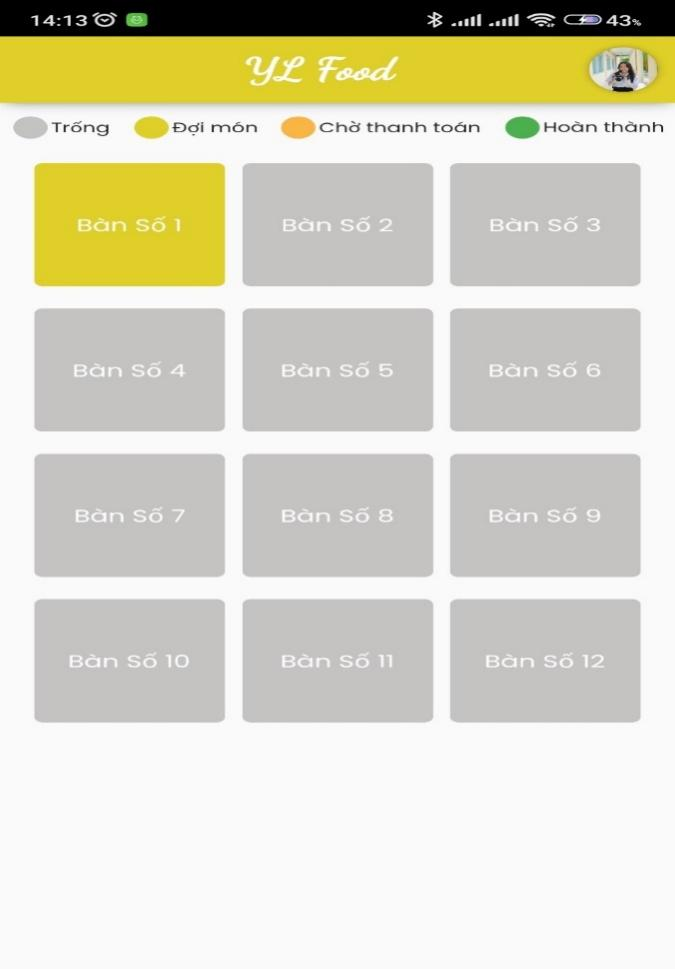 14:13 43%
YL Food
Trống Đợi món Chờ thanh toán Hoàn thành
Bàn Số 1 Bàn Số 2 Bàn Số 3
Bàn Số 4 Bàn Số 5 Bàn Số 6
Bàn Số 7 Bàn Số 8 Bàn Số 9
Bàn Số 10 Bàn Số 11 Bàn Số 12